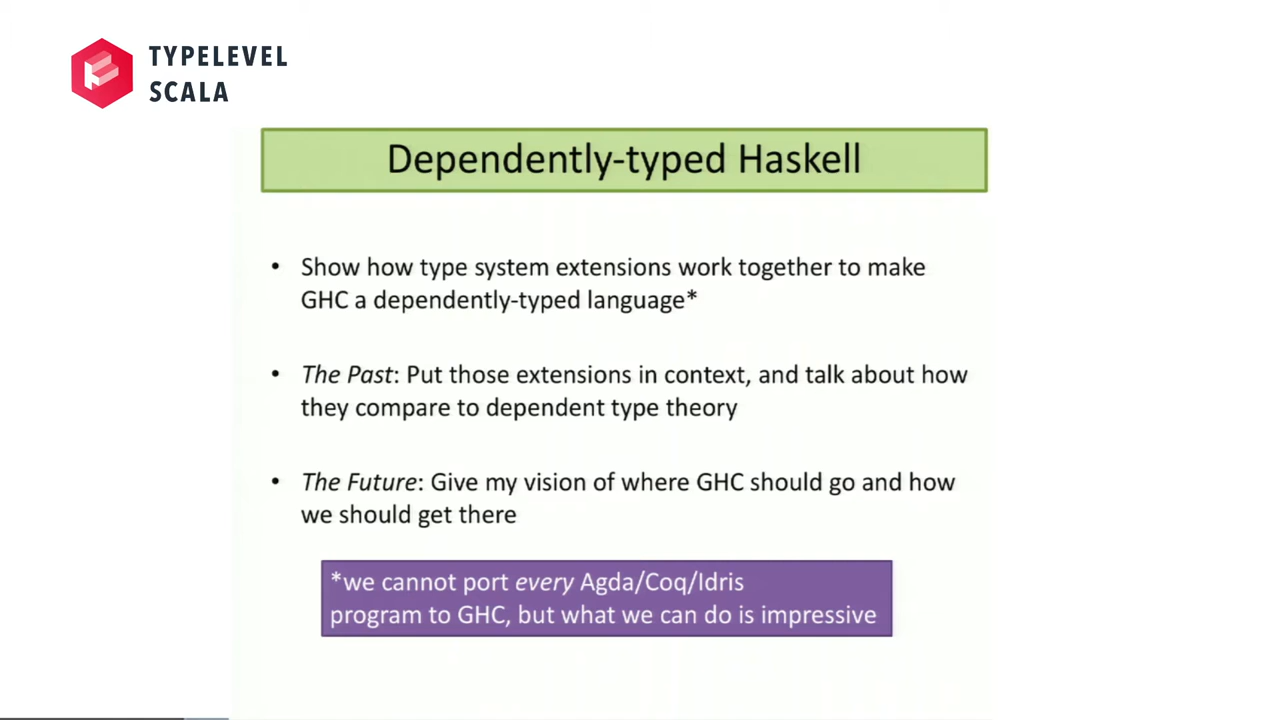 TYPELEVEL
SCALA
Dependently-typed Haskell
• Show how type system extensions work together to make
GHC a dependently-typed language*
• The Past: Put those extensions in context, and talk about how
they compare to dependent type theory
• The Future: Give my vision of where GHC should go and how
we should get there
*we cannot port every Agda/Coq/Idris
program to GHC, but what we can do is impressive